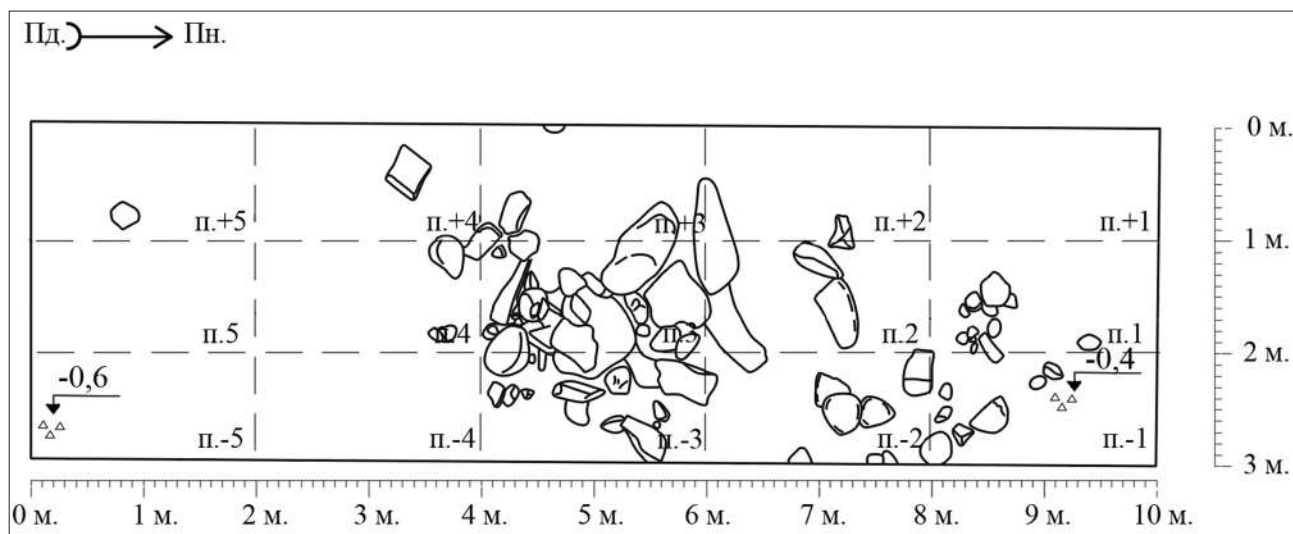 Пд. Пн.
0 м.
п.+5 п.+4 п.+3 п.+2 п.+1
1 м.
п.5 п.4 п.3 п.2 п.1
2 м.
-0,6 -0,4
п.-5 п.-4 п.-3 п.-2 п.-1
3 м.
0 м. 1 м. 2 м. 3 м. 4 м. 5 м. 6 м. 7 м. 8 м. 9 м. 10 м.